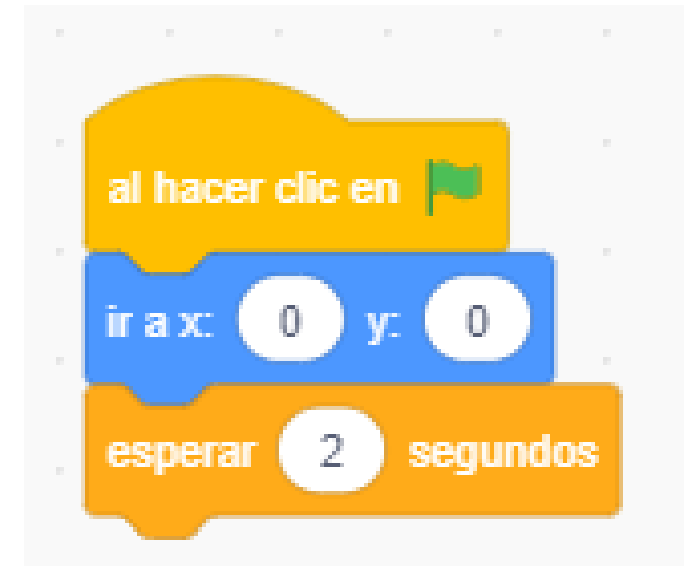 al hacer clic en
ir a x: 0 y: 0
esperar 2 segundos